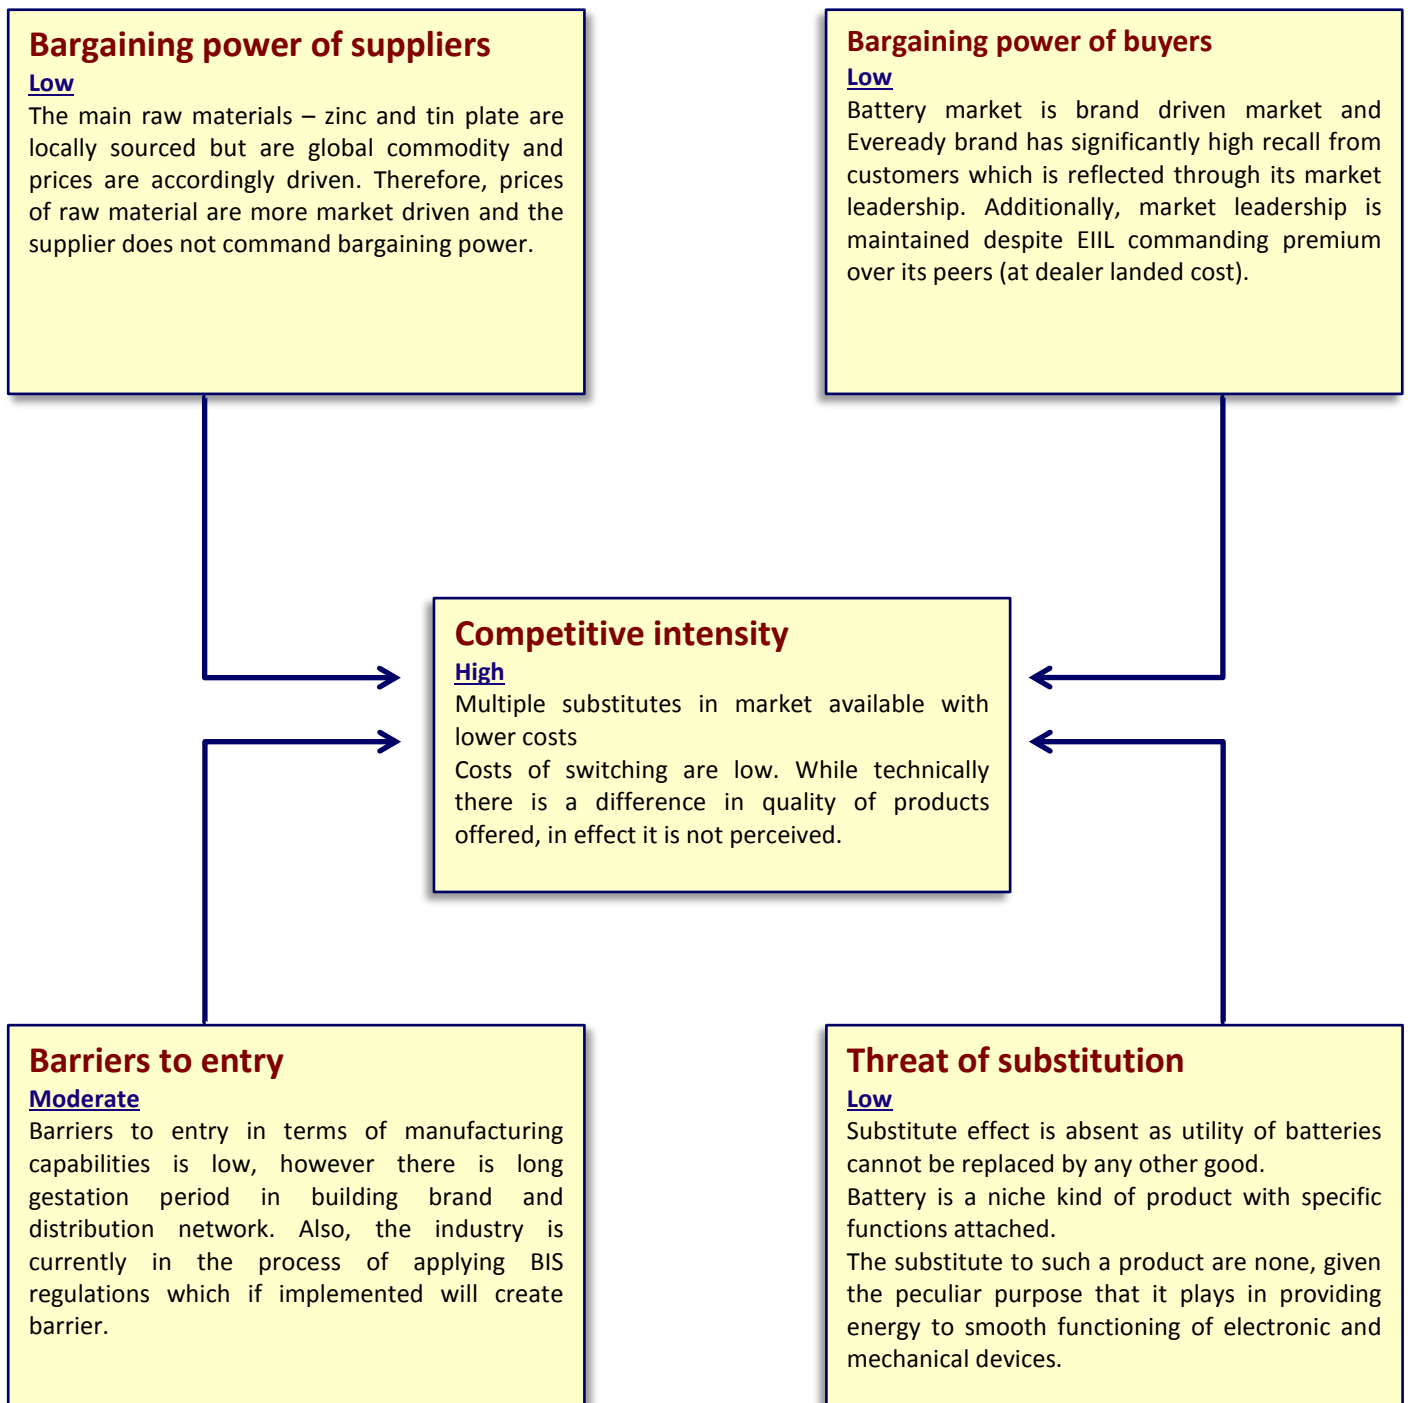 Bargaining power of suppliers
Low
The main raw materials – zinc and tin plate are
locally sourced but are global commodity and
prices are accordingly driven. Therefore, prices
of raw material are more market driven and the
supplier does not command bargaining power.
Bargaining power of buyers
Low
Battery market is brand driven market and
Eveready brand has significantly high recall from
customers which is reflected through its market
leadership. Additionally, market leadership is
maintained despite EIIL commanding premium
over its peers (at dealer landed cost).
Competitive intensity
High
Multiple substitutes in market available with
lower costs
Costs of switching are low. While technically
there is a difference in quality of products
offered, in effect it is not perceived.
Barriers to entry
Moderate
Barriers to entry in terms of manufacturing
capabilities is low, however there is long
gestation period in building brand and
distribution network. Also, the industry is
currently in the process of applying BIS
regulations which if implemented will create
barrier.
Threat of substitution
Low
Substitute effect is absent as utility of batteries
cannot be replaced by any other good.
Battery is a niche kind of product with specific
functions attached.
The substitute to such a product are none, given
the peculiar purpose that it plays in providing
energy to smooth functioning of electronic and
mechanical devices.